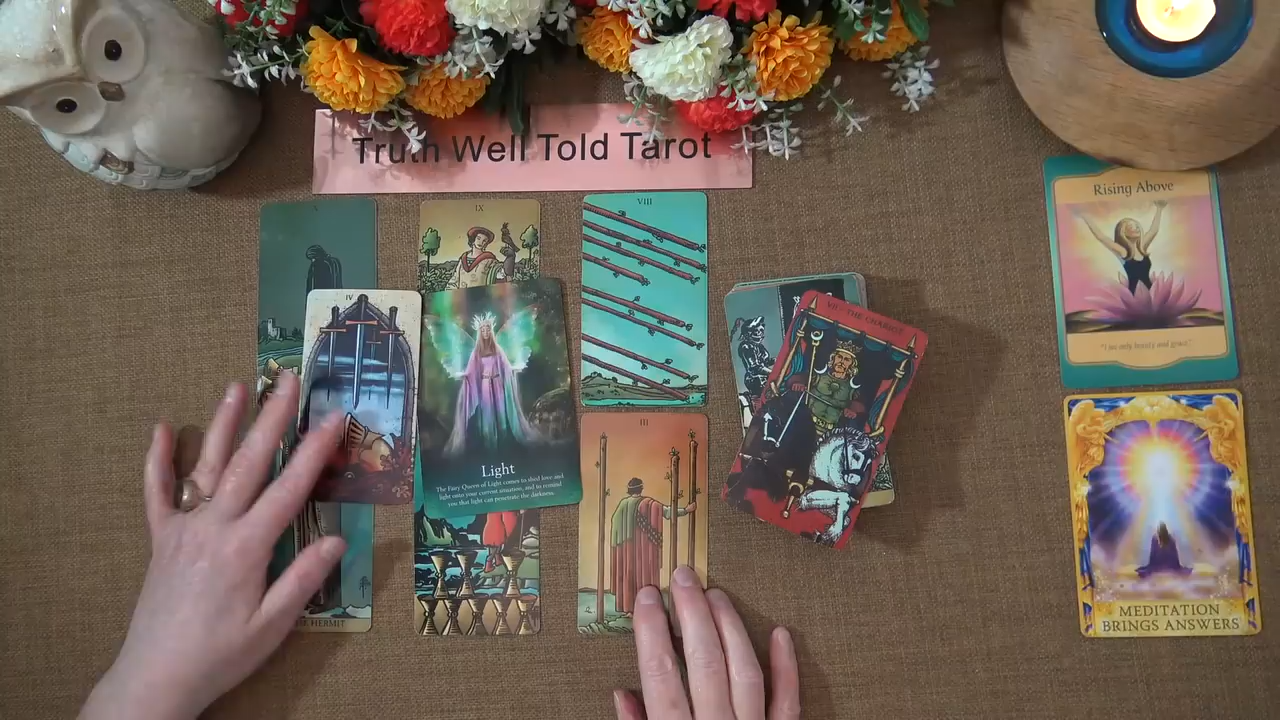 Truth Well Told Tarot
IX
VIII
IV
III
VII - THE CHARIOT
Light
The Fairy Queen of Light comes to shed love and
light onto your current situation, and to remind
you that light can penetrate the darkness.
HERMIT
Rising Above
"I see only beauty and grace"
MEDITATION
BRINGS ANSWERS